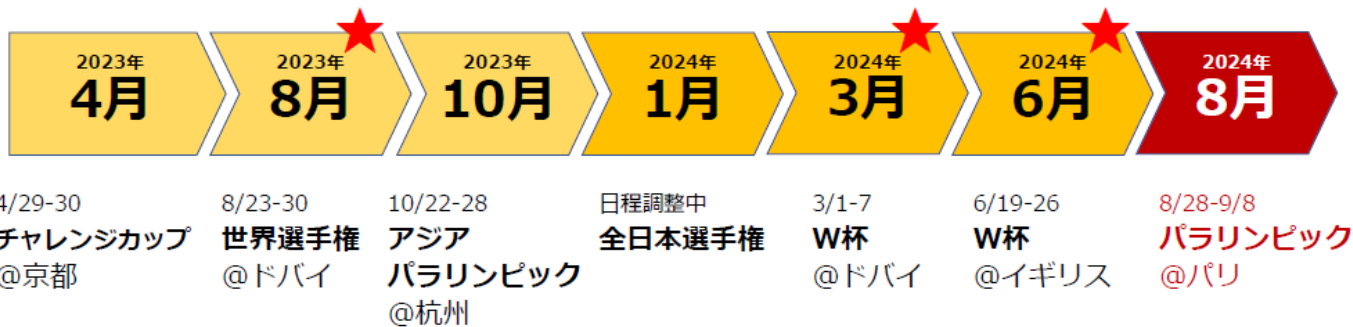 2023年
4月
2023年
8月
2023年
10月
2024年
1月
2024年
3月
2024年
6月
2024年
8月
4/29-30
チャレンジカップ
@京都
8/23-30
世界選手権
@ドバイ
10/22-28
アジア
パラリンピック
@杭州
日程調整中
全日本選手権
3/1-7
W杯
@ドバイ
6/19-26
W杯
@イギリス
8/28-9/8
パラリンピック
@パリ